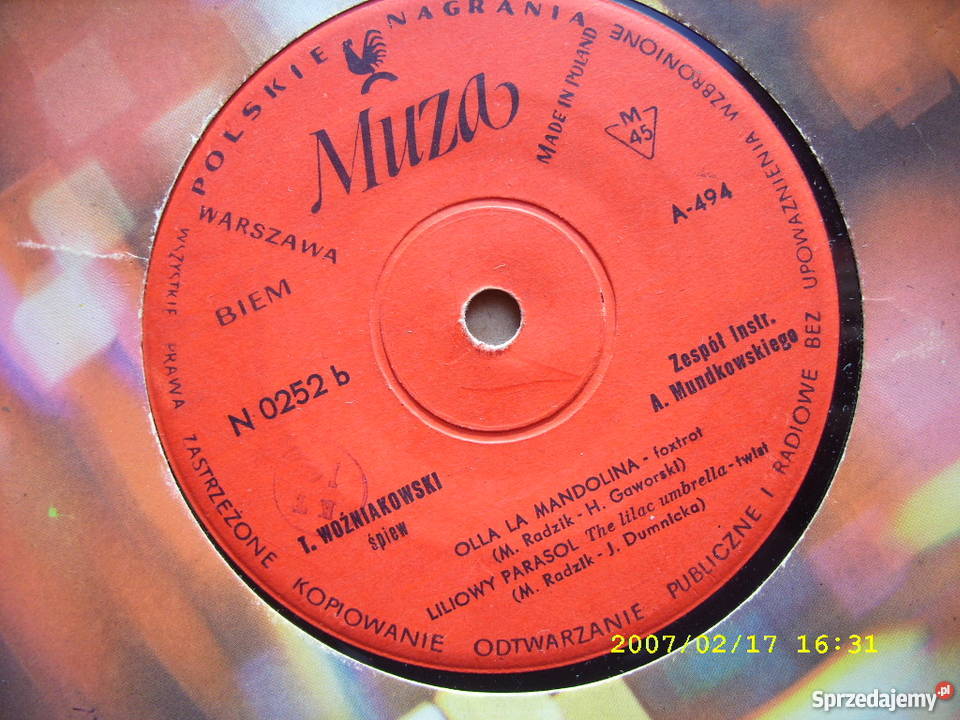 POLSKIE NAGRANIA
Muza
WARSZAWA
BIEM
MADE IN POLAND
M
45
A-494
N 0252 b
Zespół Instr.
A. Mundkowskiego
T. WOŹNIAKOWSKI
śpiew
OLLA LA MANDOLINA - foxtrot
(M. Radzik - H. Gaworski)
LILIOWY PARASOL The lilac umbrella - twist
(M. Radzik - J. Dumnicka)
WSZYSTKIE PRAWA ZASTRZEŻONE KOPIOWANIE ODTWARZANIE PUBLICZNE I RADIOWE BEZ UPOWAŻNIENIA WZBRONIONE
2007/02/17 16:31
Sprzedajemy.pl